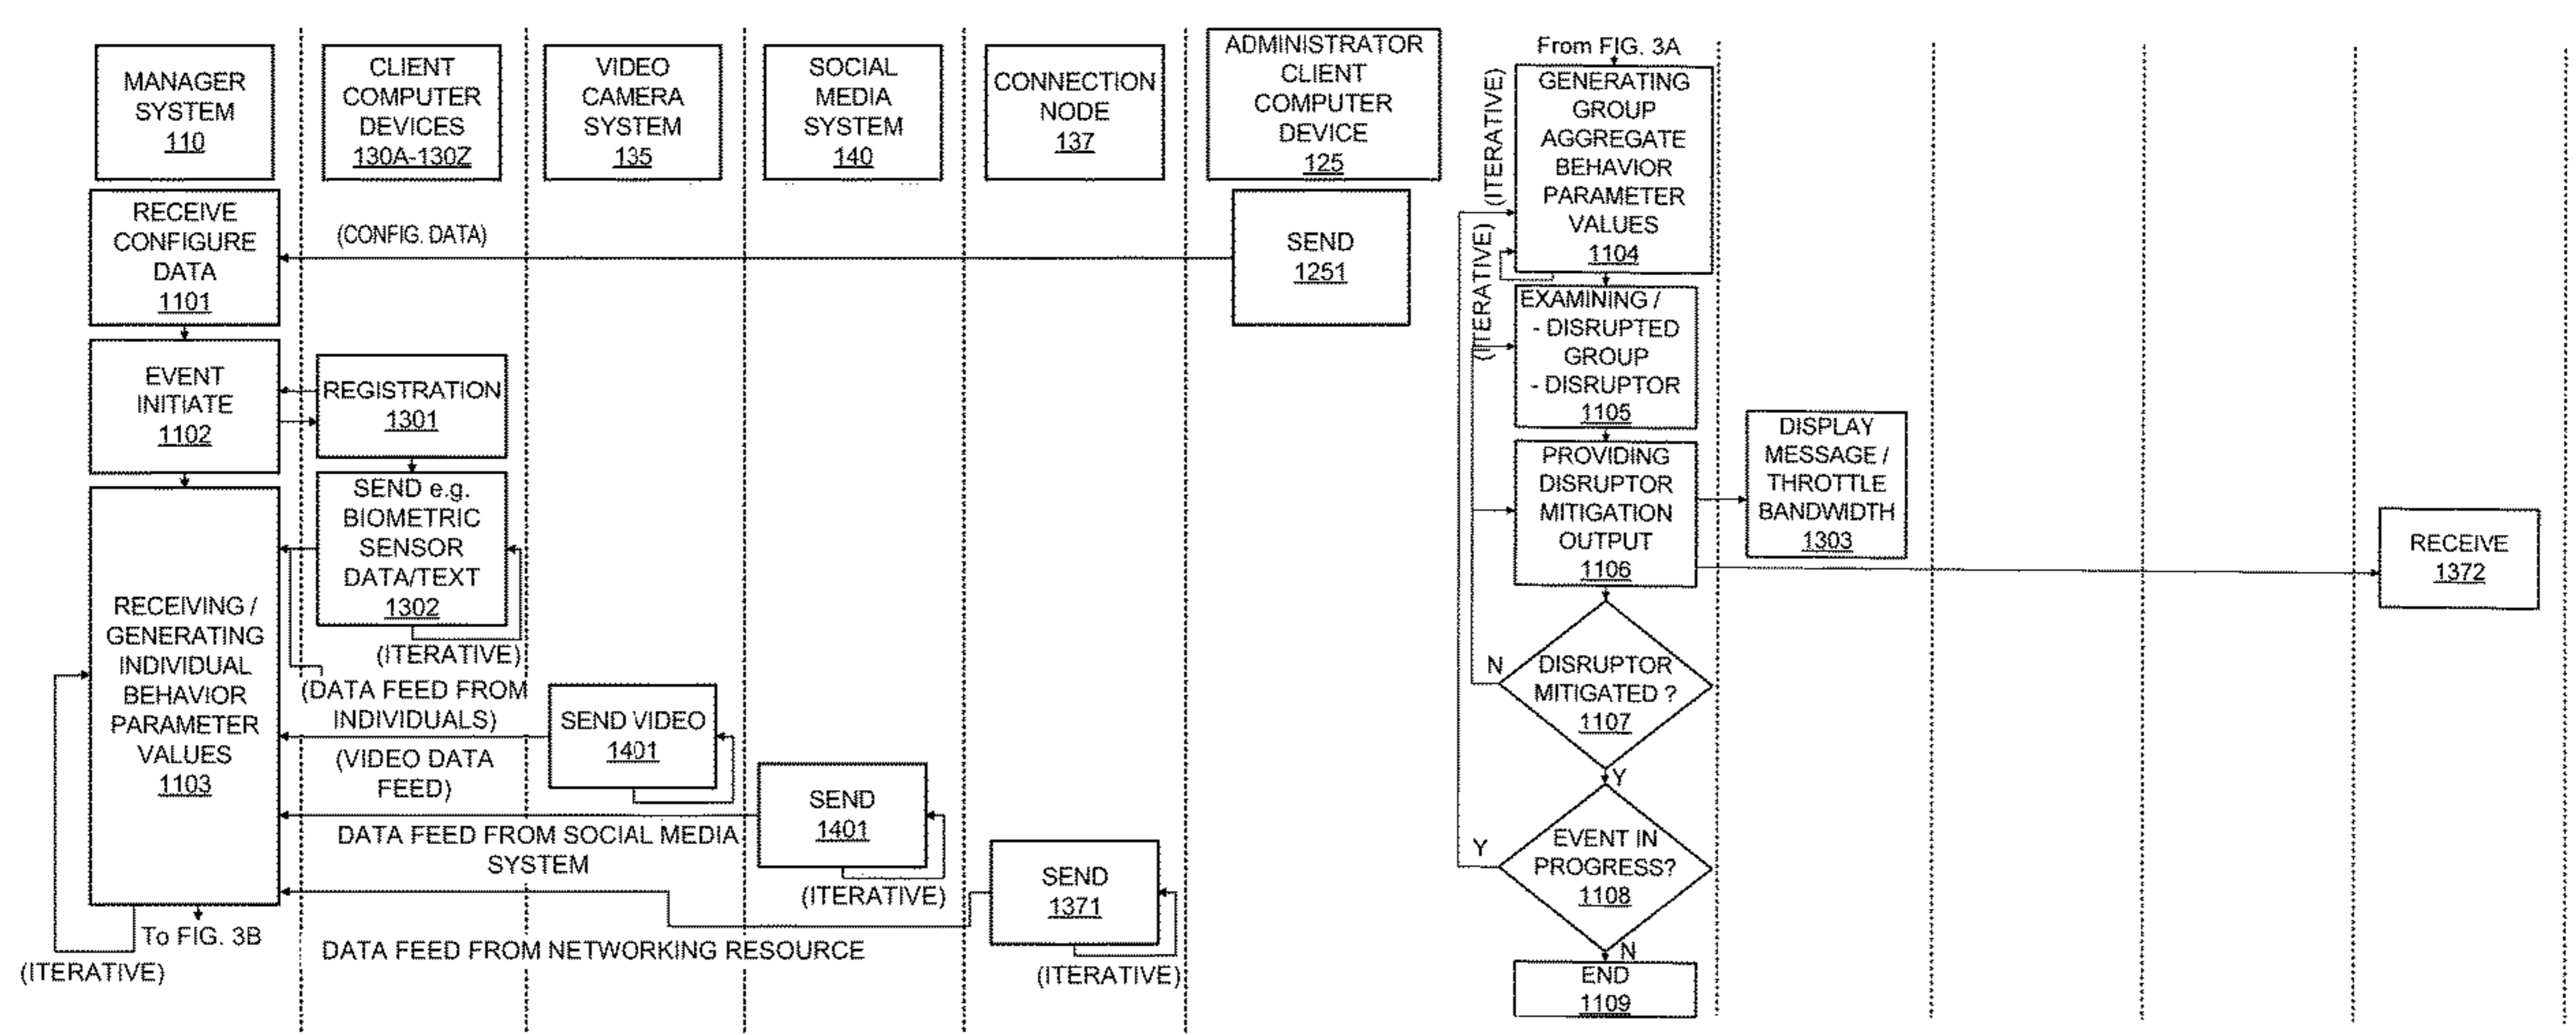 MANAGER
SYSTEM
110
CLIENT
COMPUTER
DEVICES
130A-130Z
VIDEO
CAMERA
SYSTEM
135
SOCIAL
MEDIA
SYSTEM
140
CONNECTION
NODE
137
ADMINISTRATOR
CLIENT
COMPUTER
DEVICE
125
RECEIVE
CONFIGURE
DATA
1101
(CONFIG. DATA)
SEND
1251
EVENT
INITIATE
1102
REGISTRATION
1301
SEND e.g.
BIOMETRIC
SENSOR
DATA/TEXT
1302
(ITERATIVE)
RECEIVING /
GENERATING
INDIVIDUAL
BEHAVIOR
PARAMETER
VALUES
1103
(DATA FEED FROM
INDIVIDUALS)
SEND VIDEO
1401
(VIDEO DATA
FEED)
SEND
1401
(ITERATIVE)
DATA FEED FROM SOCIAL MEDIA
SYSTEM
SEND
1371
(ITERATIVE)
DATA FEED FROM NETWORKING RESOURCE
To FIG. 3B
(ITERATIVE)
From FIG. 3A
GENERATING
GROUP
AGGREGATE
BEHAVIOR
PARAMETER
VALUES
1104
(ITERATIVE)
(ITERATIVE)
EXAMINING /
- DISRUPTED
GROUP
- DISRUPTOR
1105
PROVIDING
DISRUPTOR
MITIGATION
OUTPUT
1106
DISPLAY
MESSAGE /
THROTTLE
BANDWIDTH
1303
RECEIVE
1372
N
DISRUPTOR
MITIGATED ?
1107
Y
Y
EVENT IN
PROGRESS?
1108
N
END
1109